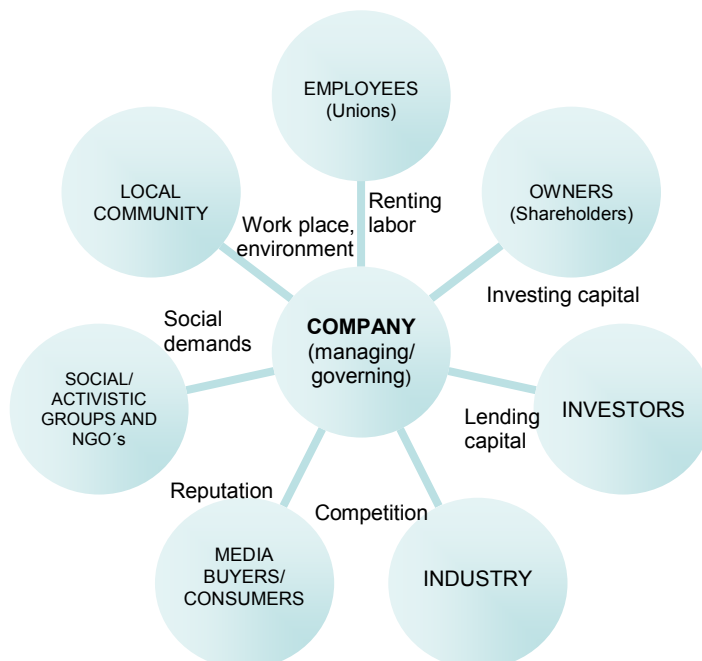 EMPLOYEES
(Unions)
LOCAL
COMMUNITY
OWNERS
(Shareholders)
Renting
labor
Work place,
environment
Investing capital
COMPANY
(managing/
governing)
Social
demands
SOCIAL/
ACTIVISTIC
GROUPS AND
NGO´s
INVESTORS
Lending
capital
Reputation
Competition
MEDIA
BUYERS/
CONSUMERS
INDUSTRY